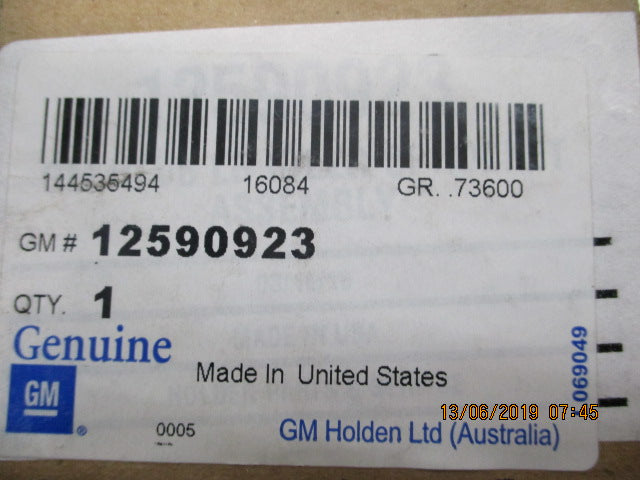 144535494 16084 GR. .73600
GM # 12590923
QTY. 1
Genuine
GM ®
Made In United States
069049
13/06/2019 07:45
0005 GM Holden Ltd (Australia)